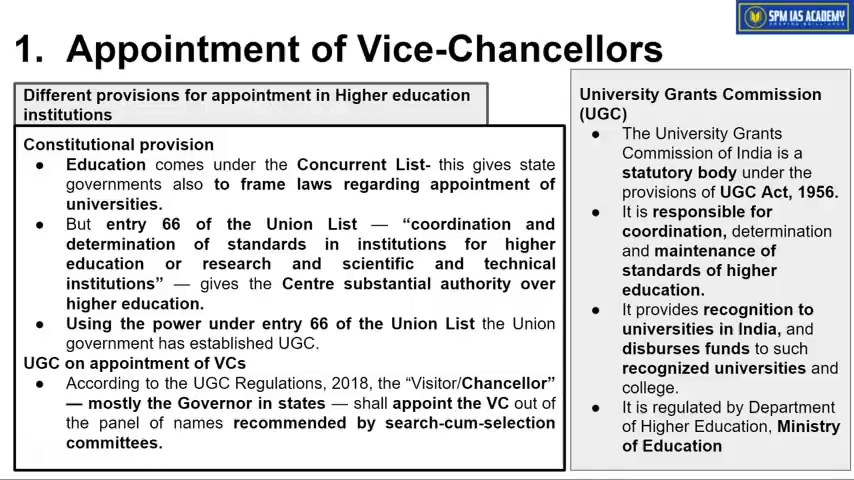 SPM IAS ACADEMY
INSPIRING BRILLIANCE
1. Appointment of Vice-Chancellors
Different provisions for appointment in Higher education
institutions
Constitutional provision
● Education comes under the Concurrent List- this gives state
governments also to frame laws regarding appointment of
universities.
● But entry 66 of the Union List — “coordination and
determination of standards in institutions for higher
education or research and scientific and technical
institutions” — gives the Centre substantial authority over
higher education.
● Using the power under entry 66 of the Union List the Union
government has established UGC.
UGC on appointment of VCs
● According to the UGC Regulations, 2018, the “Visitor/Chancellor”
— mostly the Governor in states — shall appoint the VC out of
the panel of names recommended by search-cum-selection
committees.
University Grants Commission
(UGC)
● The University Grants
Commission of India is a
statutory body under the
provisions of UGC Act, 1956.
● It is responsible for
coordination, determination
and maintenance of
standards of higher
education.
● It provides recognition to
universities in India, and
disburses funds to such
recognized universities and
college.
● It is regulated by Department
of Higher Education, Ministry
of Education